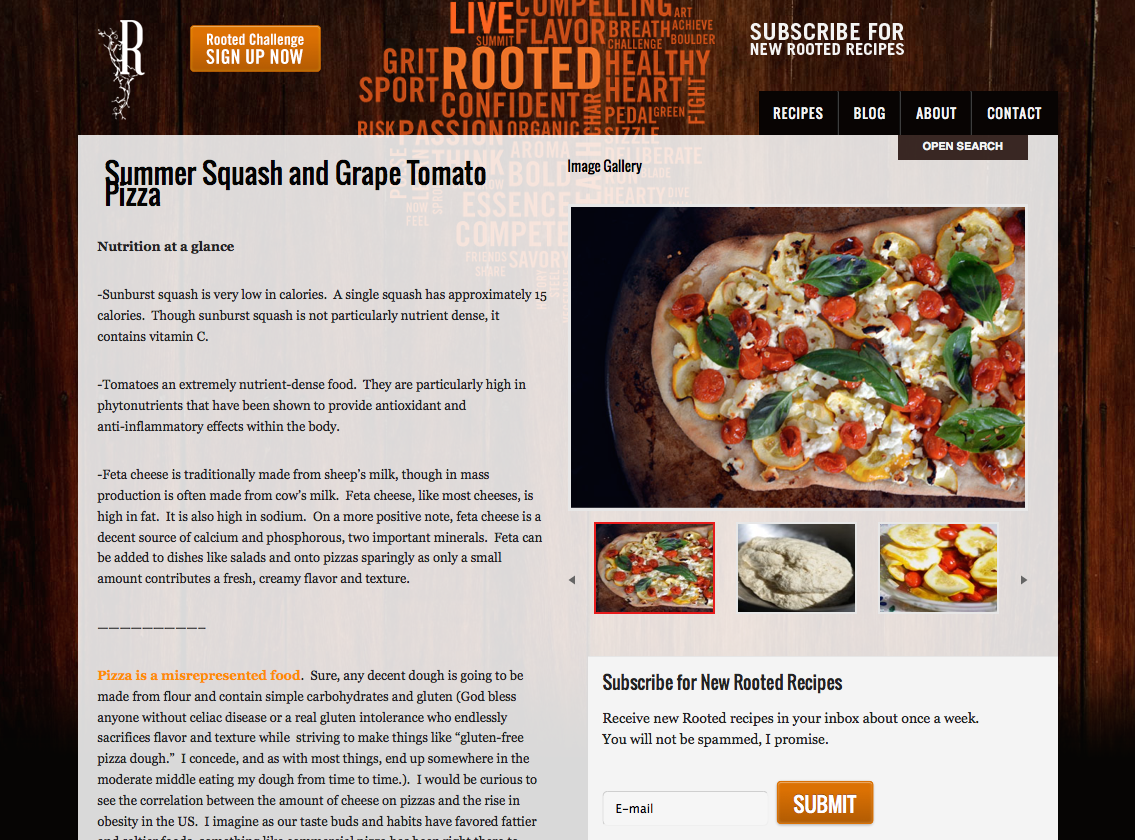 R
Rooted Challenge
SIGN UP NOW
LIVE COMPELLING ART
SUMMIT FLAVOR BREATH ACHIEVE
CHALLENGE BOULDER
GRIT ROOTED HEALTHY
SPORT CONFIDENT CHAR HEART FIGHT
PEDAL GREEN
RISK PASSION ORGANIC SIZZLE
SUBSCRIBE FOR
NEW ROOTED RECIPES
RECIPES BLOG ABOUT CONTACT
OPEN SEARCH
THINK AROMA DELIBERATE
BOLD RUN BLADE
HEARTY DIVE
NOW ESSENCE
FEEL
COMPETE
FRIENDS SAVORY
SHARE
Summer Squash and Grape Tomato
Pizza
Nutrition at a glance
-Sunburst squash is very low in calories.  A single squash has approximately 15
calories.  Though sunburst squash is not particularly nutrient dense, it
contains vitamin C.
-Tomatoes an extremely nutrient-dense food.  They are particularly high in
phytonutrients that have been shown to provide antioxidant and
anti-inflammatory effects within the body.
-Feta cheese is traditionally made from sheep’s milk, though in mass
production is often made from cow’s milk.  Feta cheese, like most cheeses, is
high in fat.  It is also high in sodium.  On a more positive note, feta cheese is a
decent source of calcium and phosphorous, two important minerals.  Feta can
be added to dishes like salads and onto pizzas sparingly as only a small
amount contributes a fresh, creamy flavor and texture.
——————————–
Pizza is a misrepresented food.  Sure, any decent dough is going to be
made from flour and contain simple carbohydrates and gluten (God bless
anyone without celiac disease or a real gluten intolerance who endlessly
sacrifices flavor and texture while  striving to make things like “gluten-free
pizza dough.”  I concede, and as with most things, end up somewhere in the
moderate middle eating my dough from time to time.).  I would be curious to
see the correlation between the amount of cheese on pizzas and the rise in
obesity in the US.  I imagine as our taste buds and habits have favored fattier
Image Gallery
Subscribe for New Rooted Recipes
Receive new Rooted recipes in your inbox about once a week.
You will not be spammed, I promise.
E-mail
SUBMIT